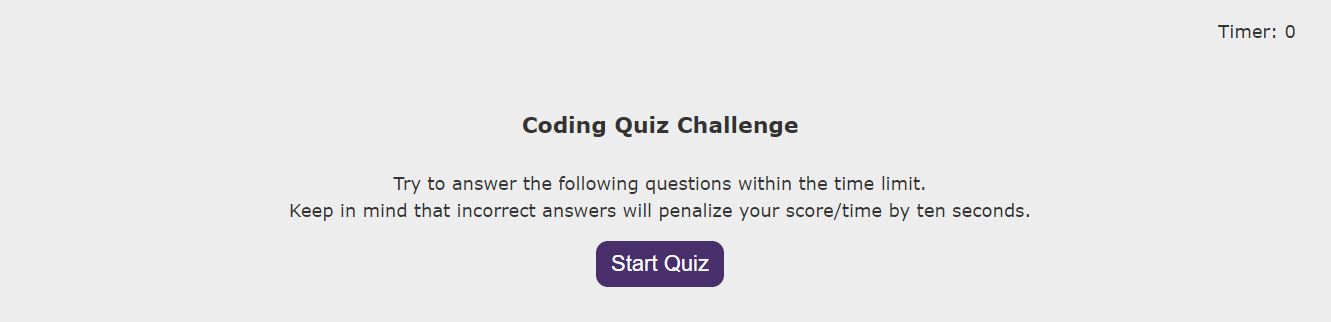 Timer: 0
Coding Quiz Challenge
Try to answer the following questions within the time limit.
Keep in mind that incorrect answers will penalize your score/time by ten seconds.
Start Quiz